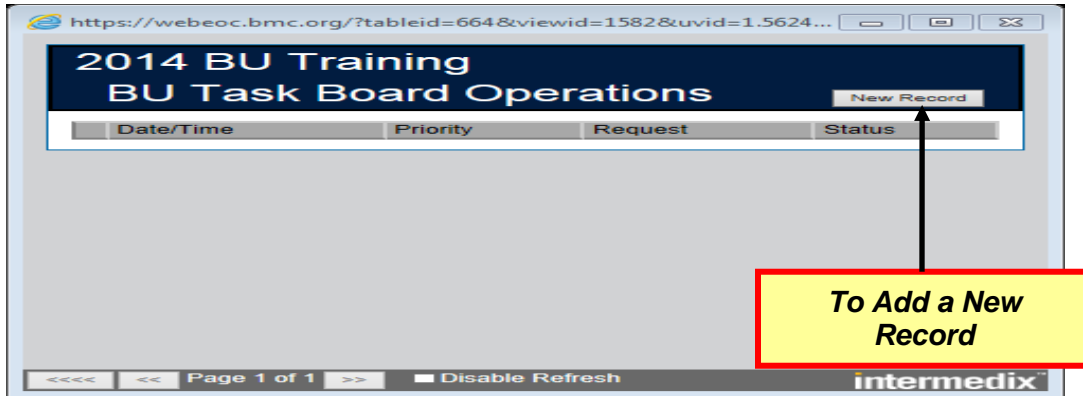 https://webeoc.bmc.org/?tableid=664&viewid=1582&uvid=1.5624...
2014 BU Training
BU Task Board Operations
New Record
Date/Time Priority Request Status
To Add a New
Record
<<<< << Page 1 of 1 >> Disable Refresh intermedix™